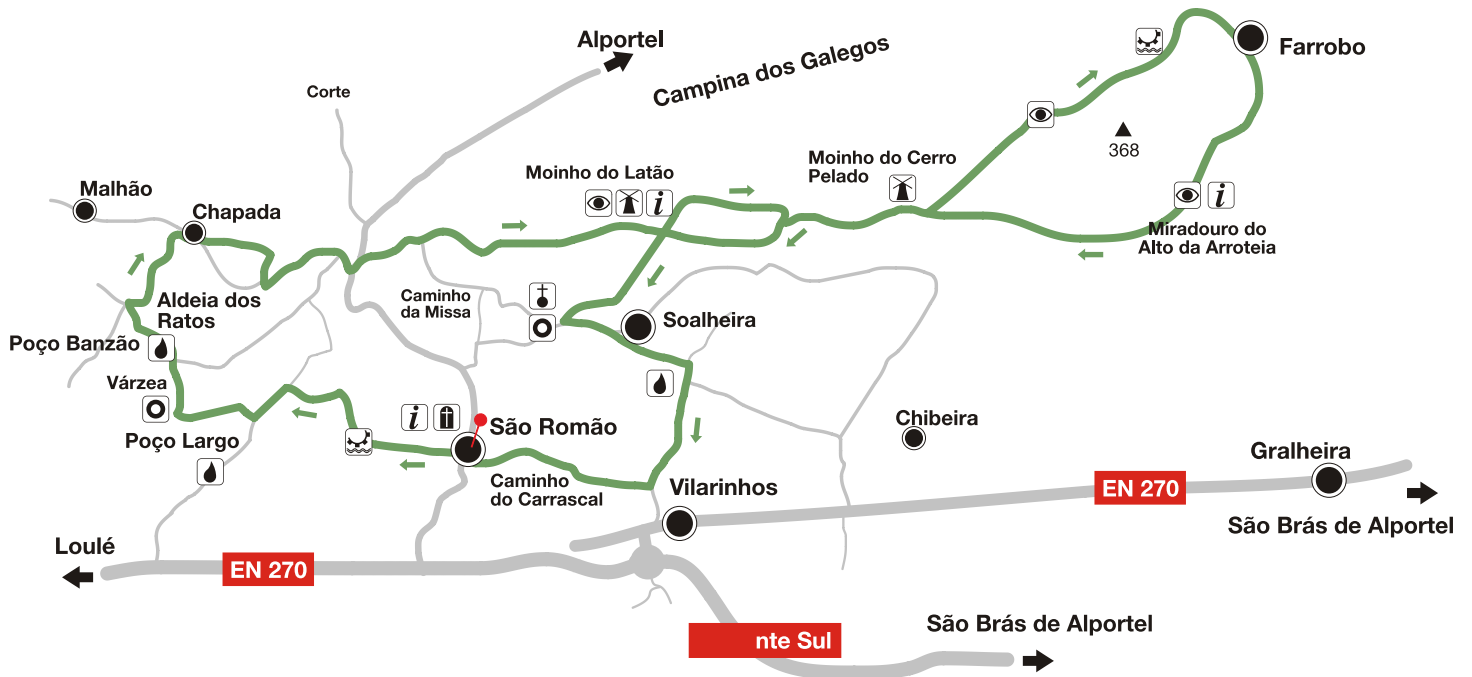 Alportel
Campina dos Galegos
Farrobo
Corte
368
Moinho do Cerro
Pelado
Moinho do Latão
i
Malhão
Chapada
i
Miradouro do
Alto da Arroteia
Aldeia dos
Ratos
Caminho
da Missa
Soalheira
Poço Banzão
Várzea
i
São Romão
Chibeira
Poço Largo
Gralheira
Caminho
do Carrascal
Vilarinhos
EN 270
São Brás de Alportel
Loulé
EN 270
São Brás de Alportel
nte Sul